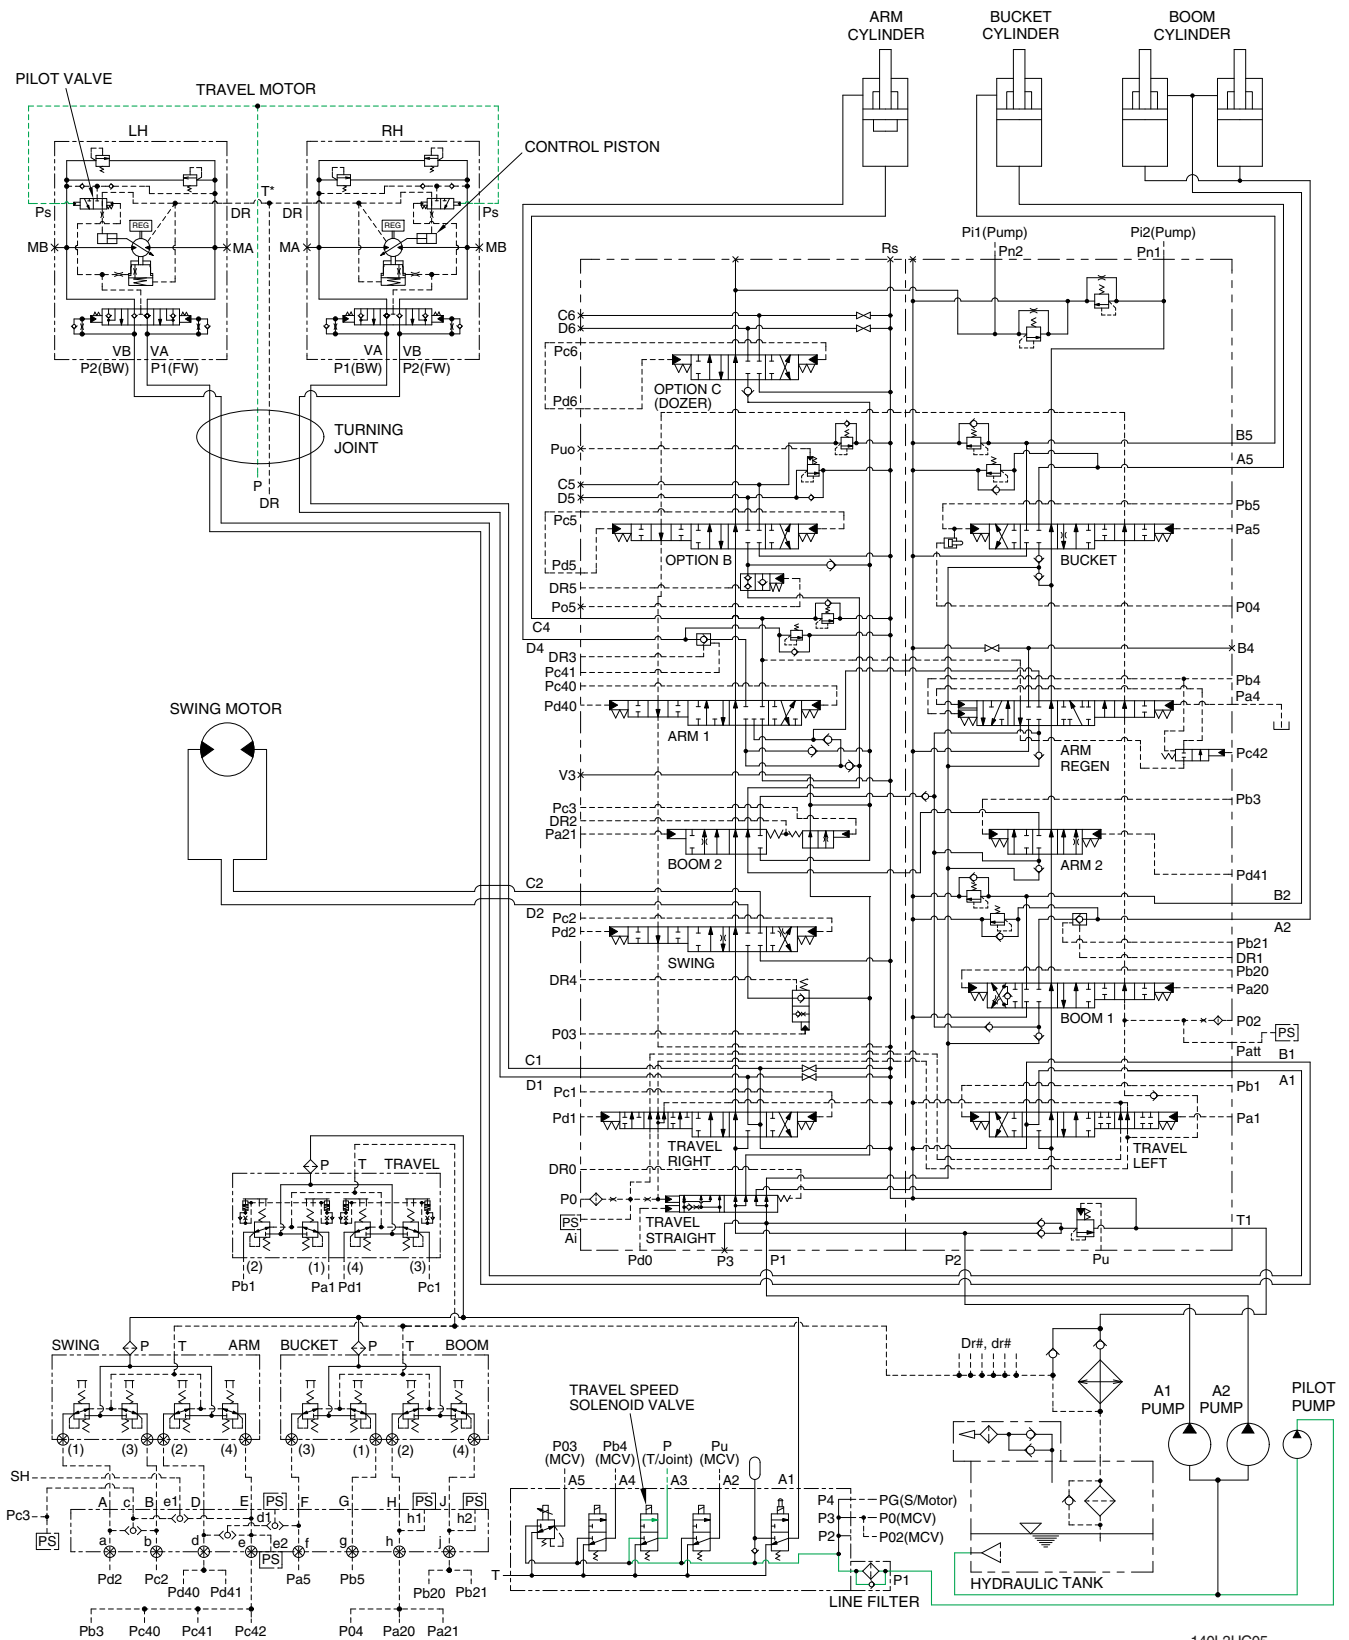 ARM
CYLINDER
BUCKET
CYLINDER
BOOM
CYLINDER
PILOT VALVE
TRAVEL MOTOR
LH
RH
CONTROL PISTON
T*
Ps
DR
DR
Ps
REG
REG
MB
MA
MA
MB
VB
VA
VA
VB
P2(BW)
P1(FW)
P1(BW)
P2(FW)
TURNING
JOINT
P
DR
Rs
Pi1(Pump)
Pn2
Pi2(Pump)
Pn1
C6
D6
Pc6
OPTION C
(DOZER)
Pd6
Puo
B5
A5
C5
D5
Pc5
Pb5
Pa5
OPTION B
BUCKET
Pd5
DR5
Po5
P04
C4
D4
B4
DR3
Pc41
Pc40
Pd40
Pb4
Pa4
ARM 1
ARM
REGEN
Pc42
SWING MOTOR
V3
Pc3
DR2
Pa21
Pb3
BOOM 2
ARM 2
Pd41
C2
B2
D2
A2
Pc2
Pd2
Pb21
DR1
SWING
Pb20
Pa20
DR4
BOOM 1
P03
P02
PS
Patt
C1
B1
D1
A1
Pc1
Pb1
Pd1
Pa1
TRAVEL
RIGHT
TRAVEL
LEFT
DR0
P0
PS
Ai
TRAVEL
STRAIGHT
T1
Pd0
P3
P1
P2
Pu
P
T
TRAVEL
(2)
(1)
(4)
(3)
Pb1
Pa1
Pd1
Pc1
SWING
P
T
ARM
BUCKET
P
T
BOOM
(1)
(3)
(2)
(4)
(3)
(1)
(2)
(4)
SH
Pc3
PS
A
c
B
e1
D
E
PS
F
G
H
PS
J
PS
d1
h1
h2
a
b
d
e
e2
f
g
h
j
PS
Pd2
Pc2
Pd40
Pd41
Pa5
Pb5
Pb20
Pb21
Pb3
Pc40
Pc41
Pc42
P04
Pa20
Pa21
TRAVEL SPEED
SOLENOID VALVE
P03
(MCV)
Pb4
(MCV)
P
(T/Joint)
Pu
(MCV)
A5
A4
A3
A2
A1
P4
PG(S/Motor)
P3
P0(MCV)
P2
P02(MCV)
T
P1
LINE FILTER
Dr#, dr#
A1
PUMP
A2
PUMP
PILOT
PUMP
HYDRAULIC TANK